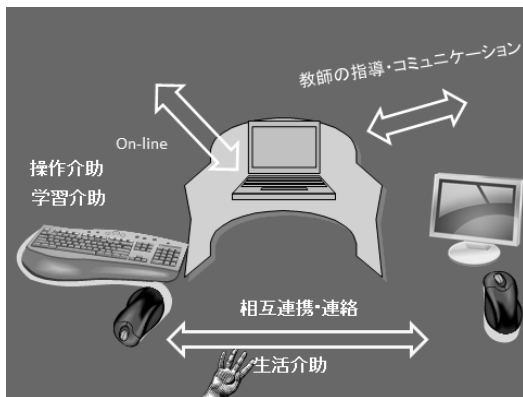 教師の指導・コミュニケーション
On-line
操作介助
学習介助
相互連携・連絡
生活介助